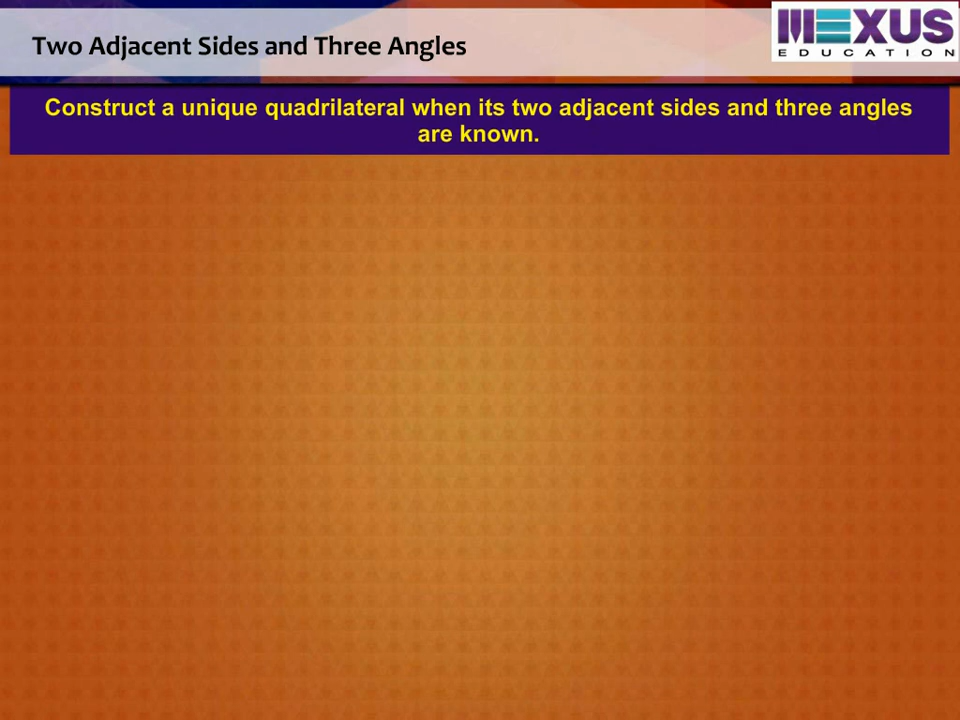 Two Adjacent Sides and Three Angles
MEXUS
EDUCATION
Construct a unique quadrilateral when its two adjacent sides and three angles
are known.